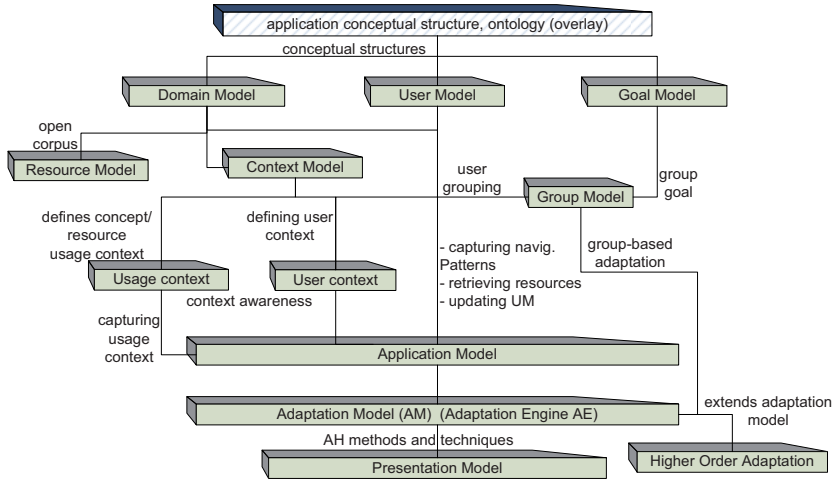 application conceptual structure, ontology (overlay)
conceptual structures
Domain Model
User Model
Goal Model
open
corpus
Resource Model
Context Model
user
grouping
group
goal
Group Model
defines concept/
resource
usage context
defining user
context
- capturing navig.
Patterns
- retrieving resources
- updating UM
group-based
adaptation
Usage context
User context
context awareness
capturing
usage
context
Application Model
Adaptation Model (AM)  (Adaptation Engine AE)
extends adaptation
model
AH methods and techniques
Presentation Model
Higher Order Adaptation